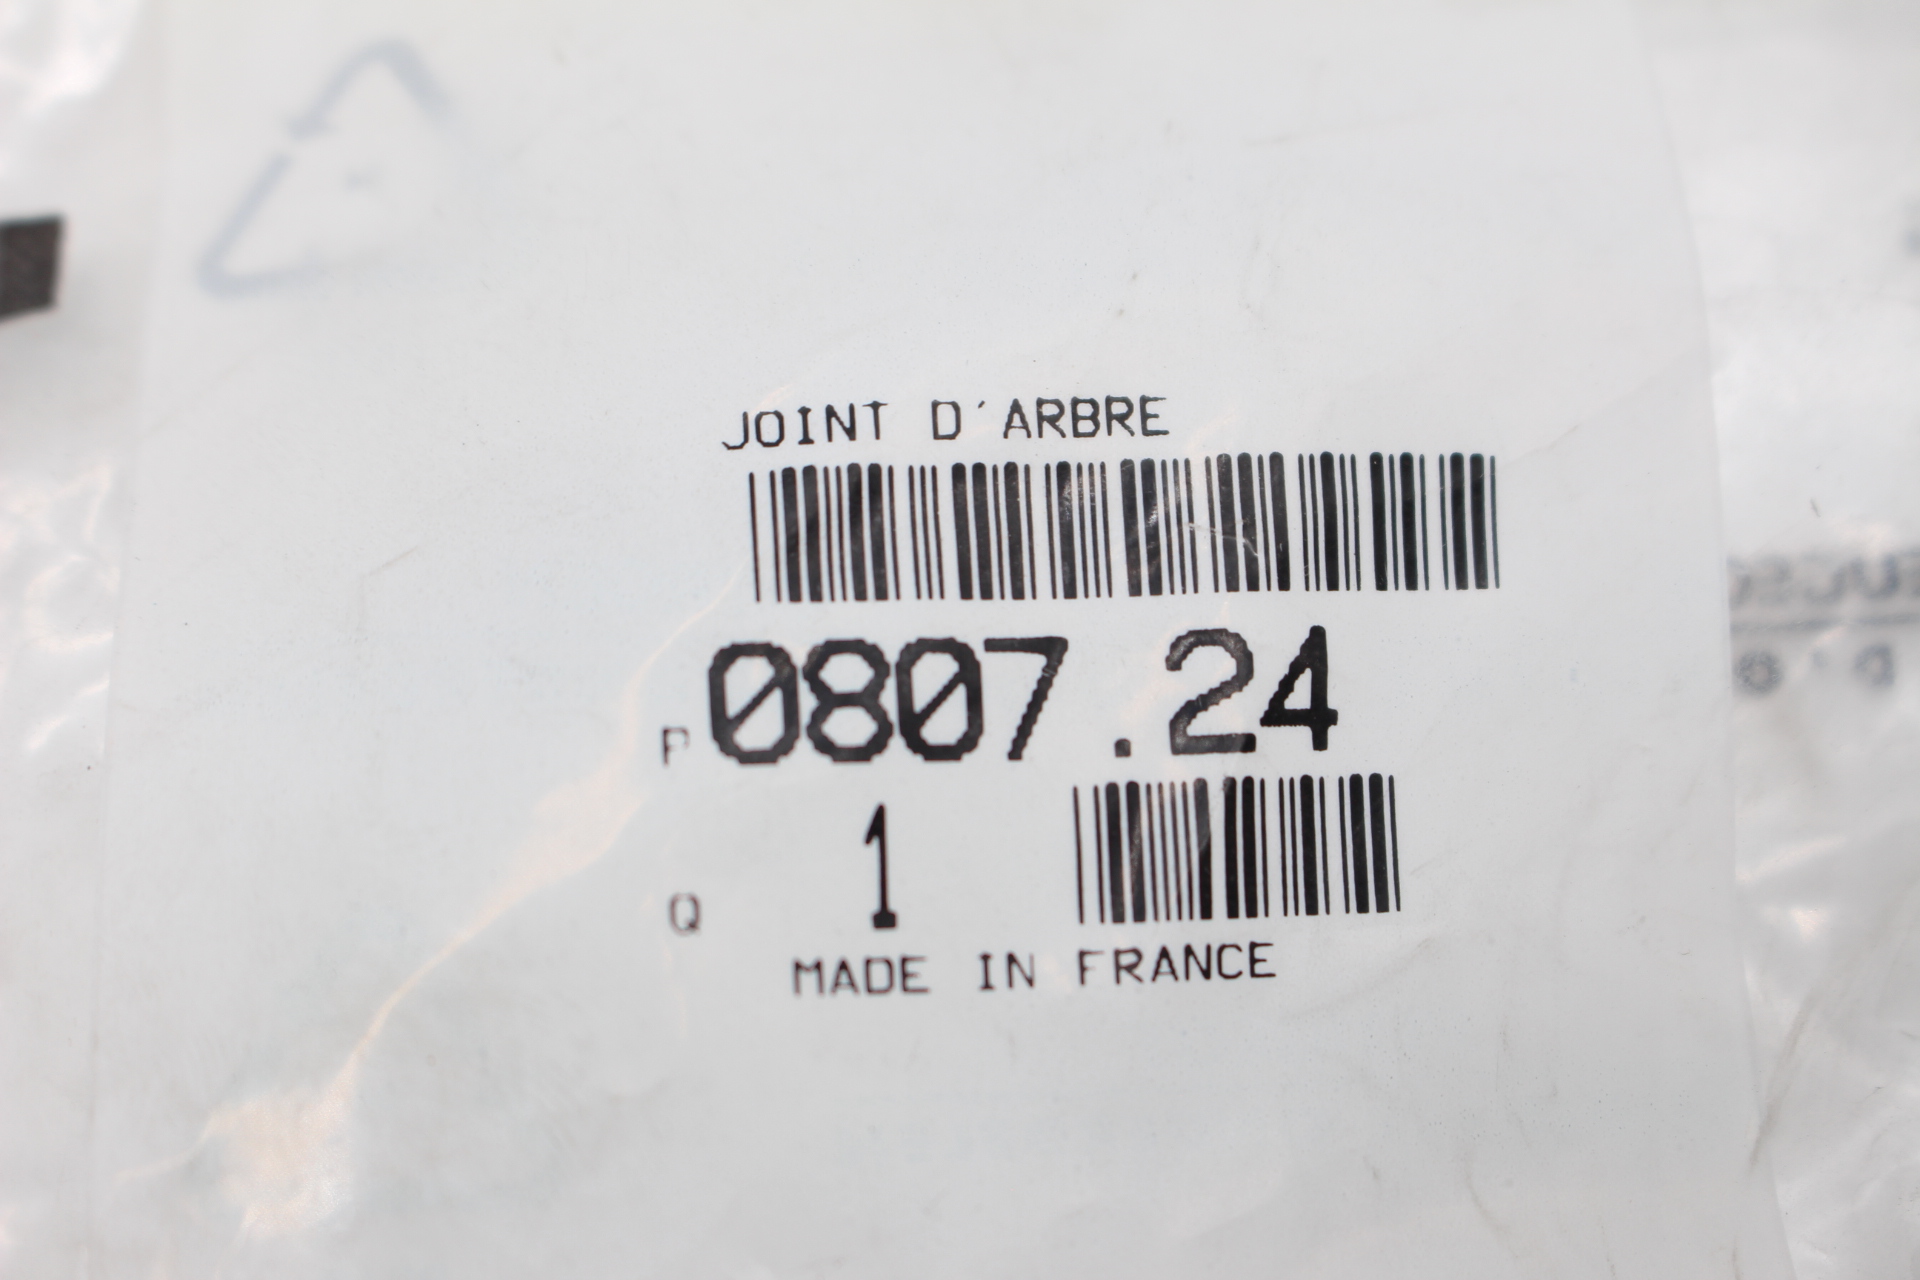 JOINT D'ARBRE
P 0807.24
Q 1
MADE IN FRANCE